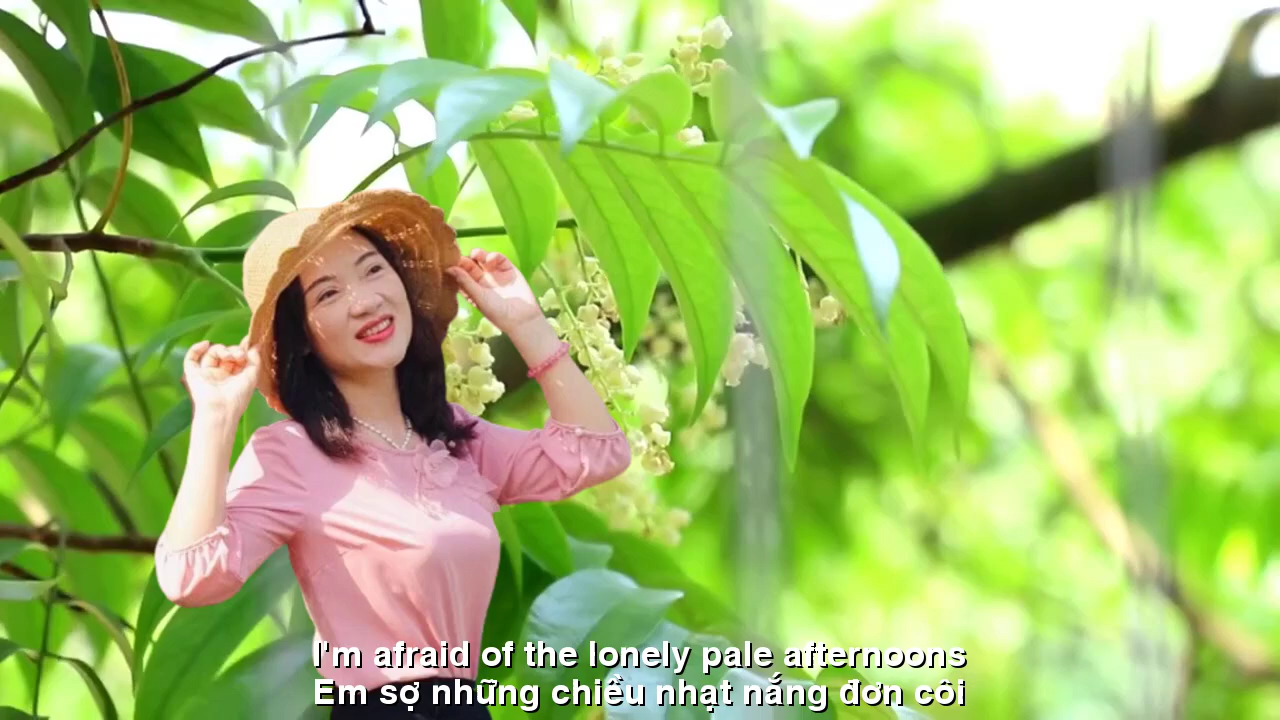 I'm afraid of the lonely pale afternoons
Em sợ những chiều nhạt nắng đơn côi